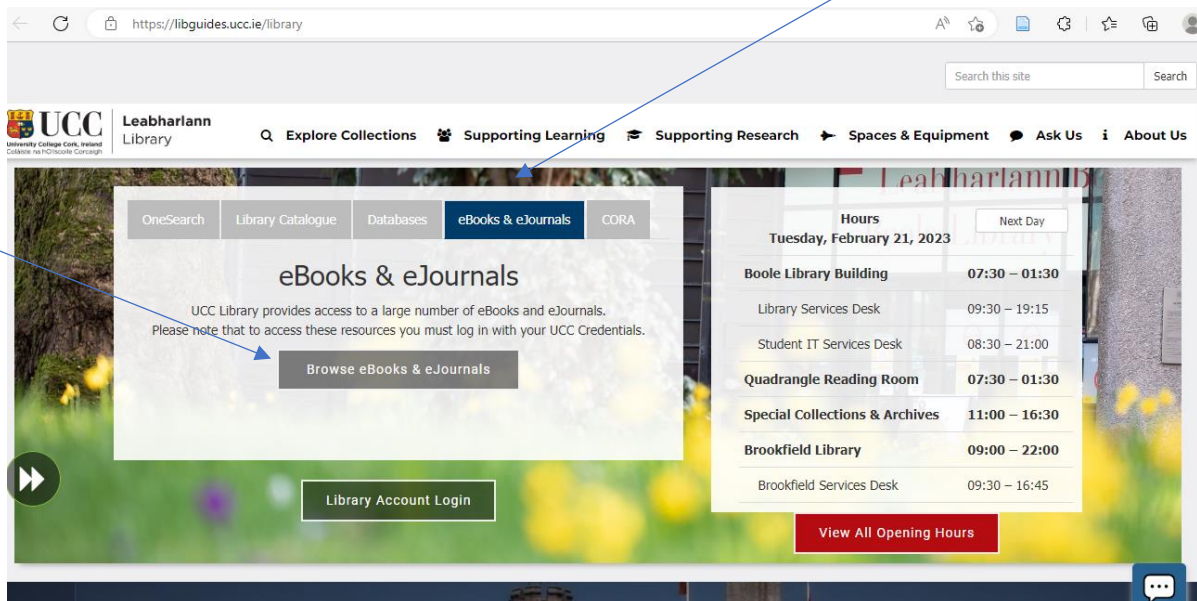 https://libguides.ucc.ie/library
Search this site
Search
UCC
University College Cork, Ireland
Coláiste na hOllscoile Corcaigh
Leabharlann
Library
Explore Collections
Supporting Learning
Supporting Research
Spaces & Equipment
Ask Us
About Us
OneSearch
Library Catalogue
Databases
eBooks & eJournals
CORA
eBooks & eJournals
UCC Library provides access to a large number of eBooks and eJournals.
Please note that to access these resources you must log in with your UCC Credentials.
Browse eBooks & eJournals
Library Account Login
Leabharlann B
Hours
Tuesday, February 21, 2023
Next Day
Boole Library Building 07:30 – 01:30
Library Services Desk 09:30 – 19:15
Student IT Services Desk 08:30 – 21:00
Quadrangle Reading Room 07:30 – 01:30
Special Collections & Archives 11:00 – 16:30
Brookfield Library 09:00 – 22:00
Brookfield Services Desk 09:30 – 16:45
View All Opening Hours